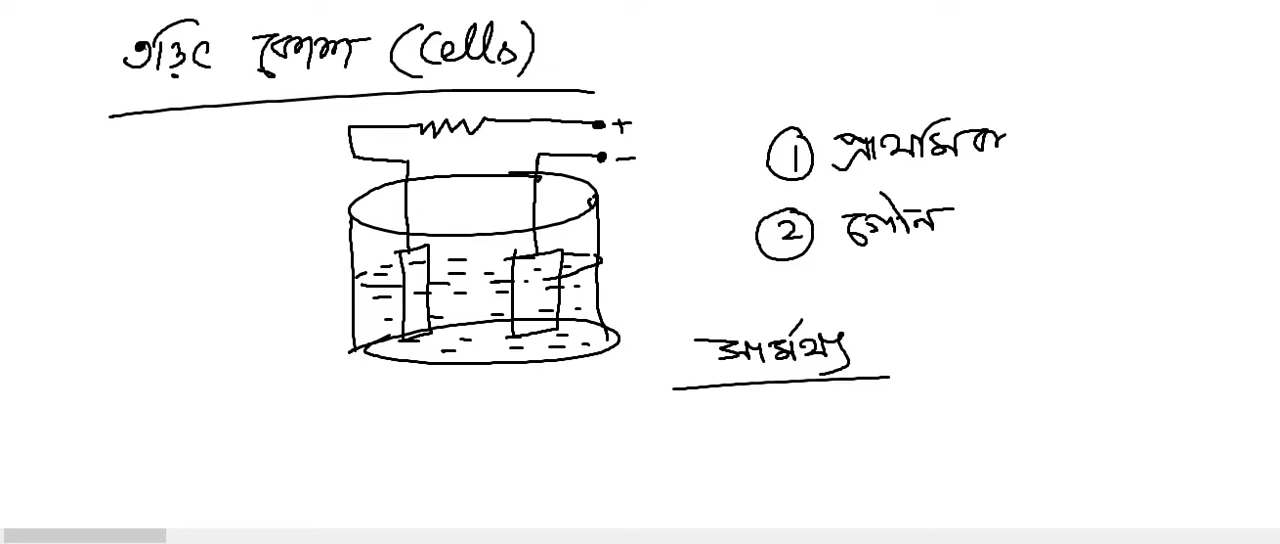 তড়িৎ কোশ (Cells)
+
−
① প্রাথমিক
② গৌন
সামর্থ্য